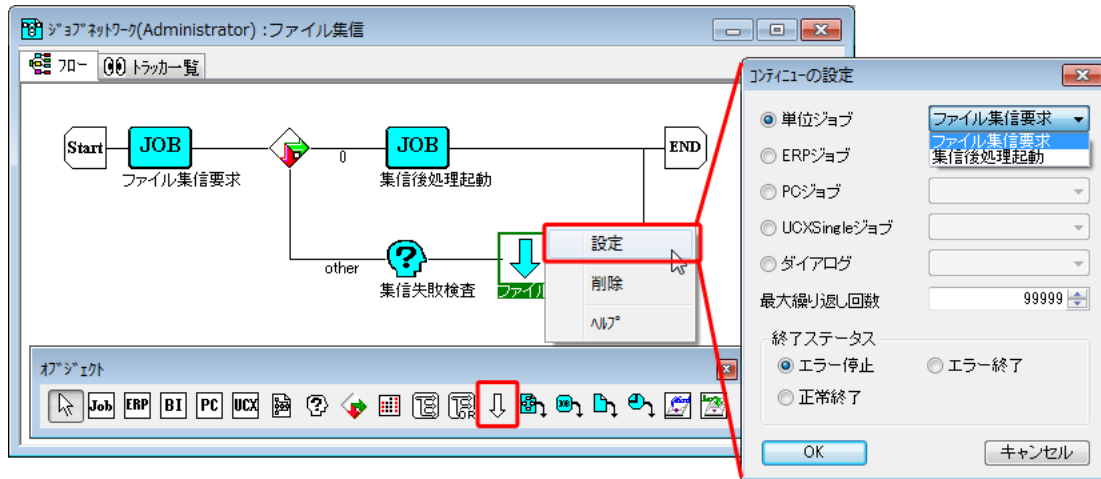 ｼﾞｮﾌﾞﾈｯﾄﾜｰｸ(Administrator) :ファイル集信
ﾌﾛｰ
ﾄﾗｯｶ一覧
Start
JOB
ファイル集信要求
0
JOB
集信後処理起動
END
other
集信失敗検査
ファイル
設定
削除
ﾍﾙﾌﾟ
ｵﾌﾞｼﾞｪｸﾄ
Job
ERP
BI
PC
UCX
OR
ｺﾝﾃｨﾆｭｰの設定
単位ジョブ
ファイル集信要求
ファイル集信要求
集信後処理起動
ERPジョブ
PCジョブ
UCXSingleジョブ
ダイアログ
最大繰り返し回数
99999
終了ステータス
エラー停止
エラー終了
正常終了
OK
キャンセル